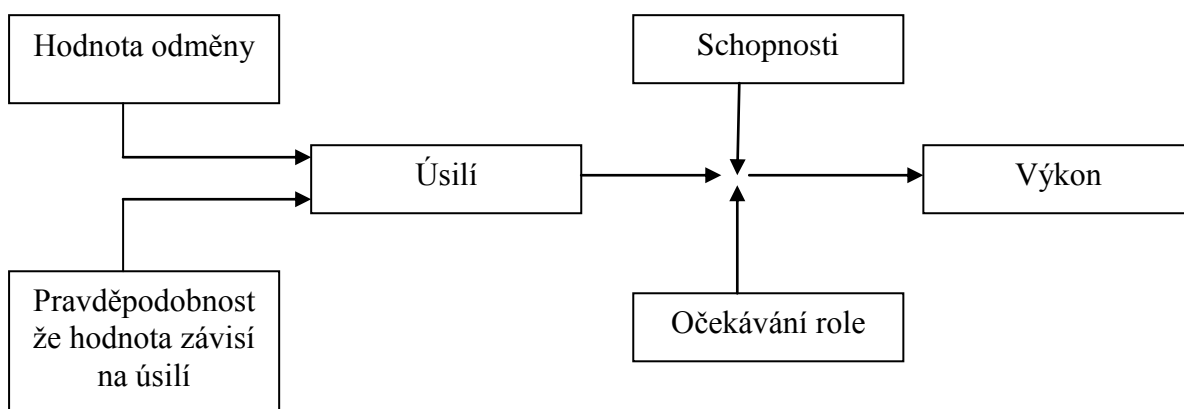 Hodnota odměny
Schopnosti
Úsilí
Výkon
Pravděpodobnost
že hodnota závisí
na úsilí
Očekávání role